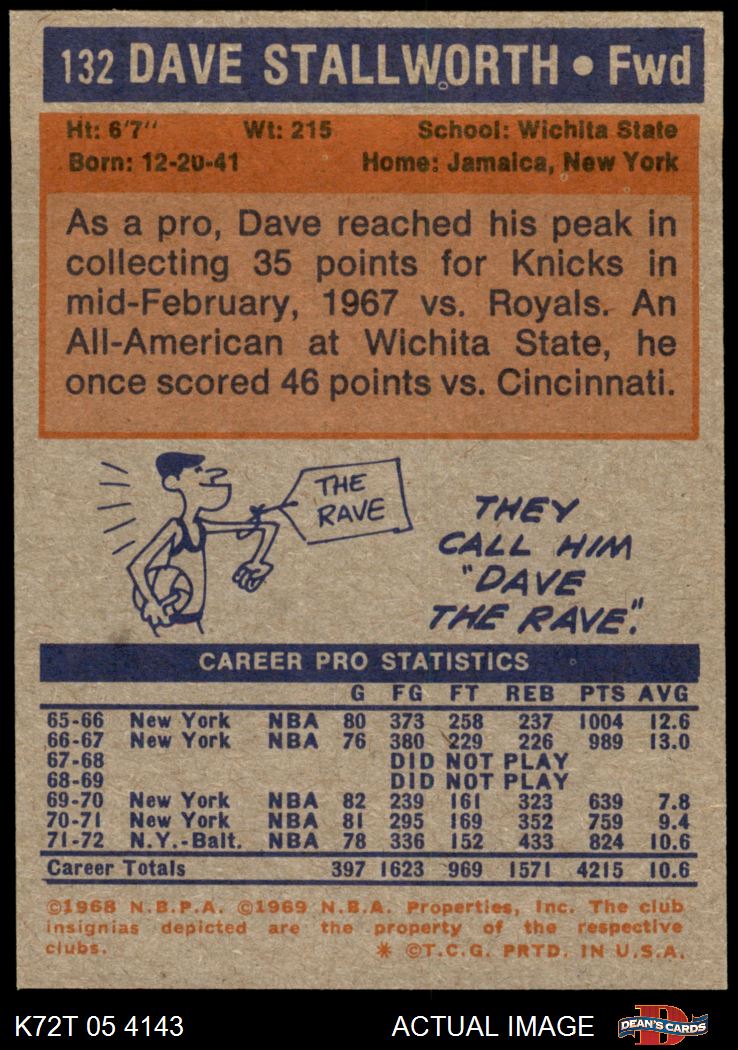 132 DAVE STALLWORTH • Fwd
Ht: 6'7" Wt: 215 School: Wichita State
Born: 12-20-41 Home: Jamaica, New York
As a pro, Dave reached his peak in
collecting 35 points for Knicks in
mid-February, 1967 vs. Royals. An
All-American at Wichita State, he
once scored 46 points vs. Cincinnati.
THE
RAVE
THEY
CALL HIM
"DAVE
THE RAVE."
CAREER PRO STATISTICS
G FG FT REB PTS AVG
65-66 New York NBA 80 373 258 237 1004 12.6
66-67 New York NBA 76 380 229 226 989 13.0
67-68 DID NOT PLAY
68-69 DID NOT PLAY
69-70 New York NBA 82 239 161 323 639 7.8
70-71 New York NBA 81 295 169 352 759 9.4
71-72 N.Y.-Balt. NBA 78 336 152 433 824 10.6
Career Totals 397 1623 969 1571 4215 10.6
©1968 N.B.P.A. ©1969 N.B.A. Properties, Inc. The club
insignias depicted are the property of the respective
clubs. * ©T.C.G. PRTD. IN U.S.A.
K72T 05 4143 ACTUAL IMAGE D DEAN'S CARDS